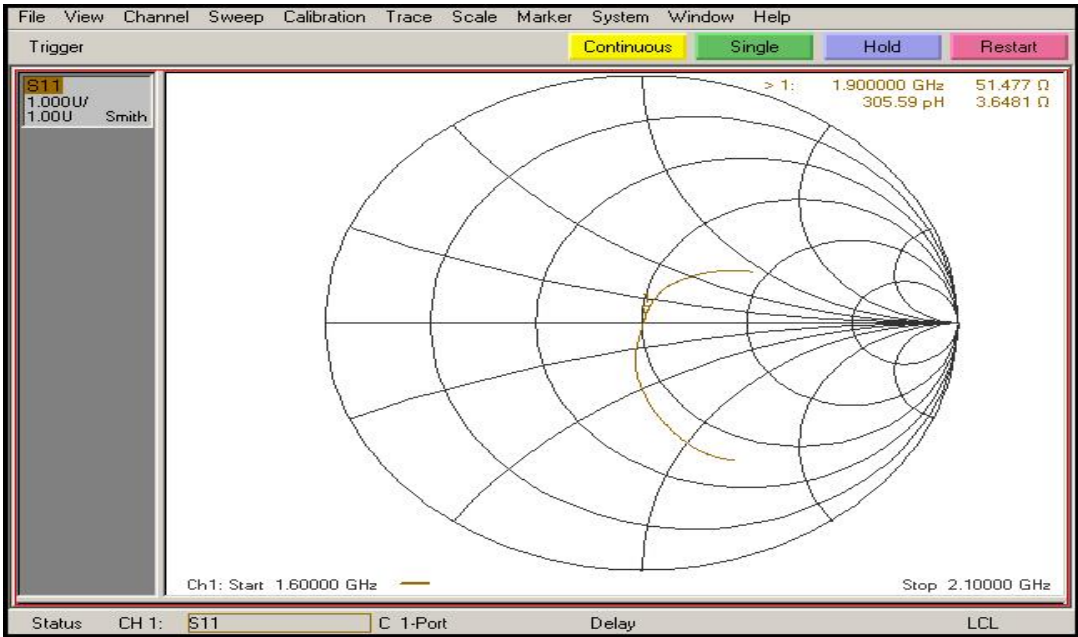 File View Channel Sweep Calibration Trace Scale Marker System Window Help
Trigger Continuous Single Hold Restart
S11
1.000U/
1.00U Smith
> 1: 1.900000 GHz 51.477 Ω
305.59 pH 3.6481 Ω
Ch1: Start 1.60000 GHz Stop 2.10000 GHz
Status CH 1: S11 C 1-Port Delay LCL